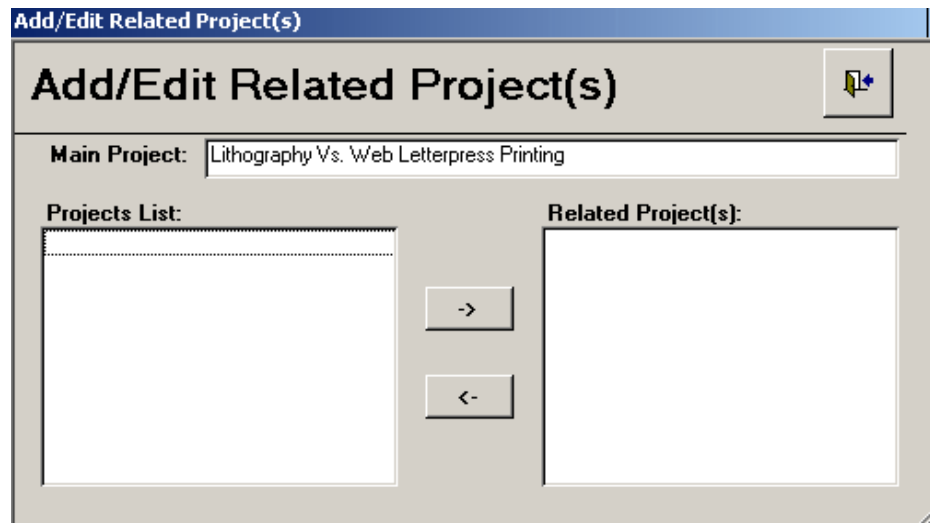 Add/Edit Related Project(s)
Add/Edit Related Project(s)
Main Project: Lithography Vs. Web Letterpress Printing
Projects List: Related Project(s):
->
<-